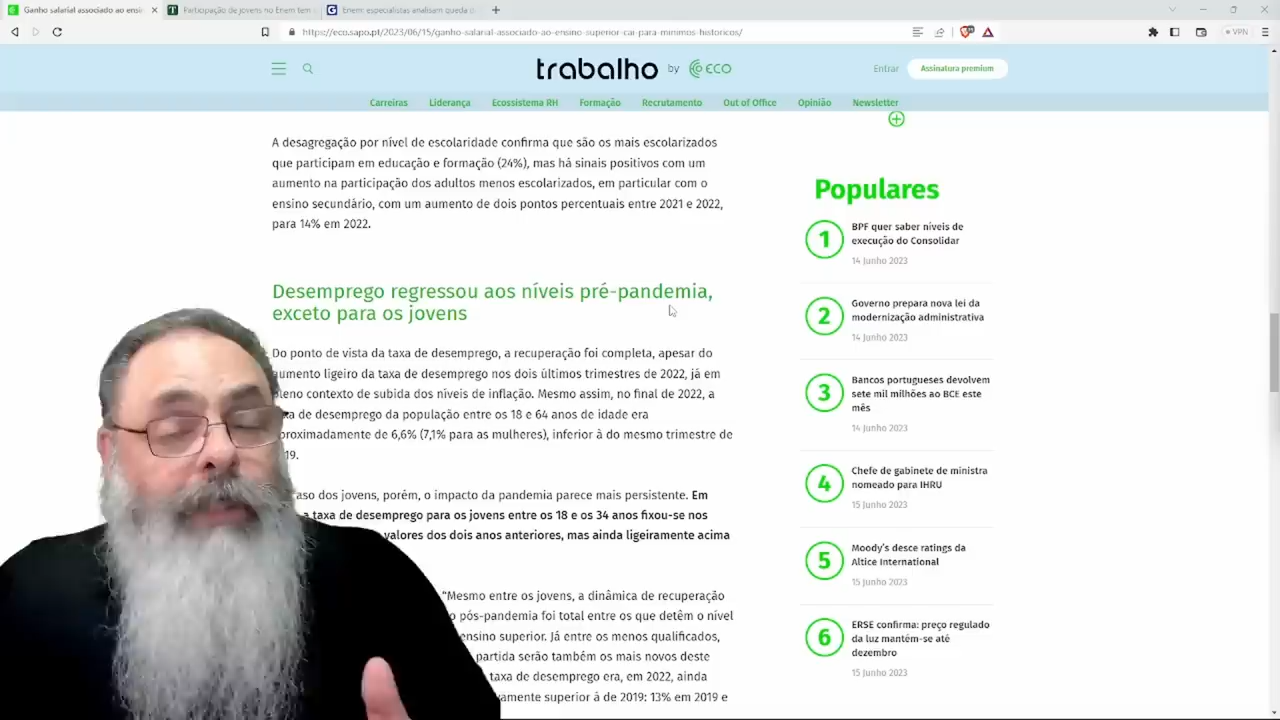 Ganho salarial associado ao ensi
Participação de jovens no Enem tem
Enem: especialistas analisam queda
https://eco.sapo.pt/2023/06/15/ganho-salarial-associado-ao-ensino-superior-cai-para-minimos-historicos/
VPN
trabalho by ECO
Entrar
Assinatura premium
Carreiras
Liderança
Ecossistema RH
Formação
Recrutamento
Out of Office
Opinião
Newsletter
A desagregação por nível de escolaridade confirma que são os mais escolarizados
que participam em educação e formação (24%), mas há sinais positivos com um
aumento na participação dos adultos menos escolarizados, em particular com o
ensino secundário, com um aumento de dois pontos percentuais entre 2021 e 2022,
para 14% em 2022.
Desemprego regressou aos níveis pré-pandemia,
exceto para os jovens
Do ponto de vista da taxa de desemprego, a recuperação foi completa, apesar do
aumento ligeiro da taxa de desemprego nos dois últimos trimestres de 2022, já em
pleno contexto de subida dos níveis de inflação. Mesmo assim, no final de 2022, a
xa de desemprego da população entre os 18 e 64 anos de idade era
proximadamente de 6,6% (7,1% para as mulheres), inferior à do mesmo trimestre de
19.
aso dos jovens, porém, o impacto da pandemia parece mais persistente. Em
a taxa de desemprego para os jovens entre os 18 e os 34 anos fixou-se nos
valores dos dois anos anteriores, mas ainda ligeiramente acima
“Mesmo entre os jovens, a dinâmica de recuperação
o pós-pandemia foi total entre os que detêm o nível
ensino superior. Já entre os menos qualificados,
partida serão também os mais novos deste
taxa de desemprego era, em 2022, ainda
vamente superior à de 2019: 13% em 2019 e
Populares
1
BPF quer saber níveis de
execução do Consolidar
14 Junho 2023
2
Governo prepara nova lei da
modernização administrativa
14 Junho 2023
3
Bancos portugueses devolvem
sete mil milhões ao BCE este
mês
14 Junho 2023
4
Chefe de gabinete de ministra
nomeado para IHRU
15 Junho 2023
5
Moody’s desce ratings da
Altice International
15 Junho 2023
6
ERSE confirma: preço regulado
da luz mantém-se até
dezembro
15 Junho 2023